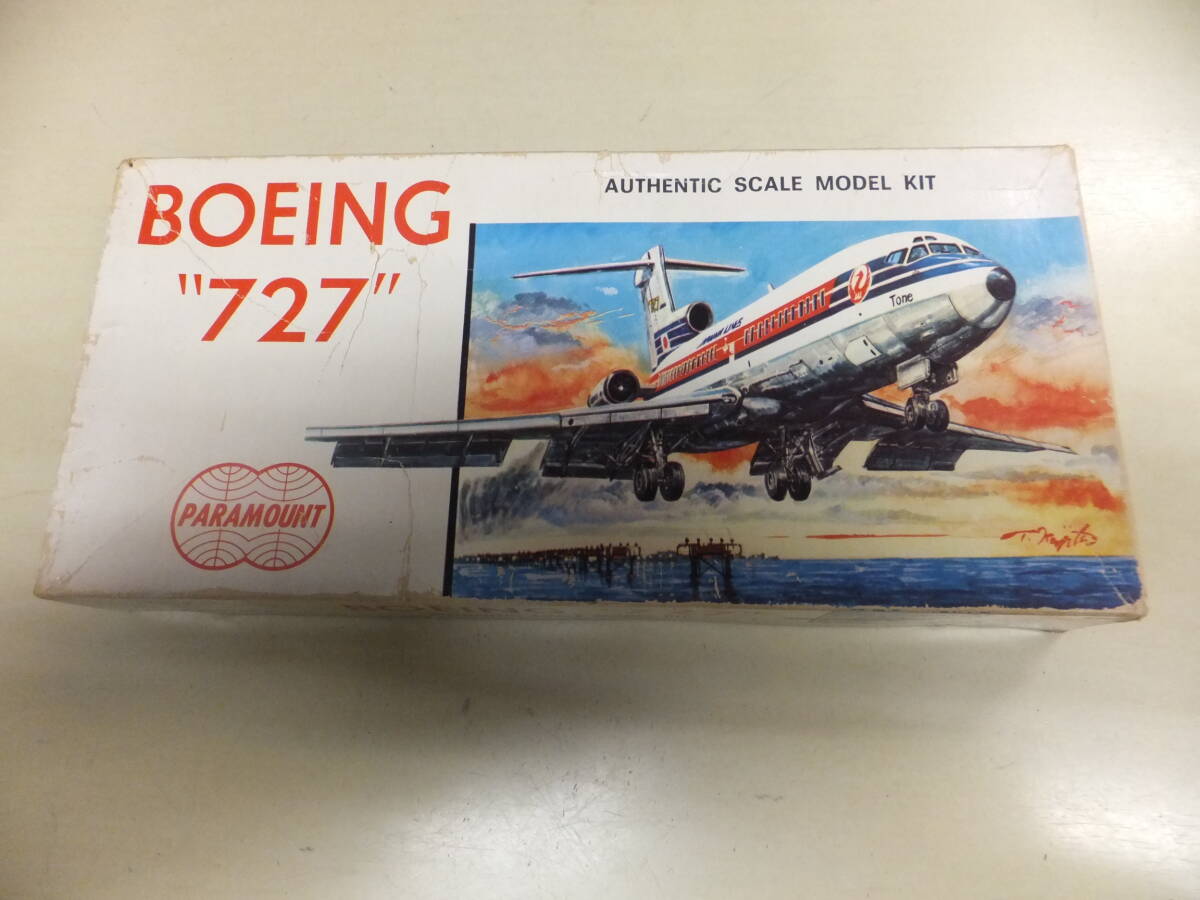 BOEING
"727"
AUTHENTIC SCALE MODEL KIT
PARAMOUNT
Tone